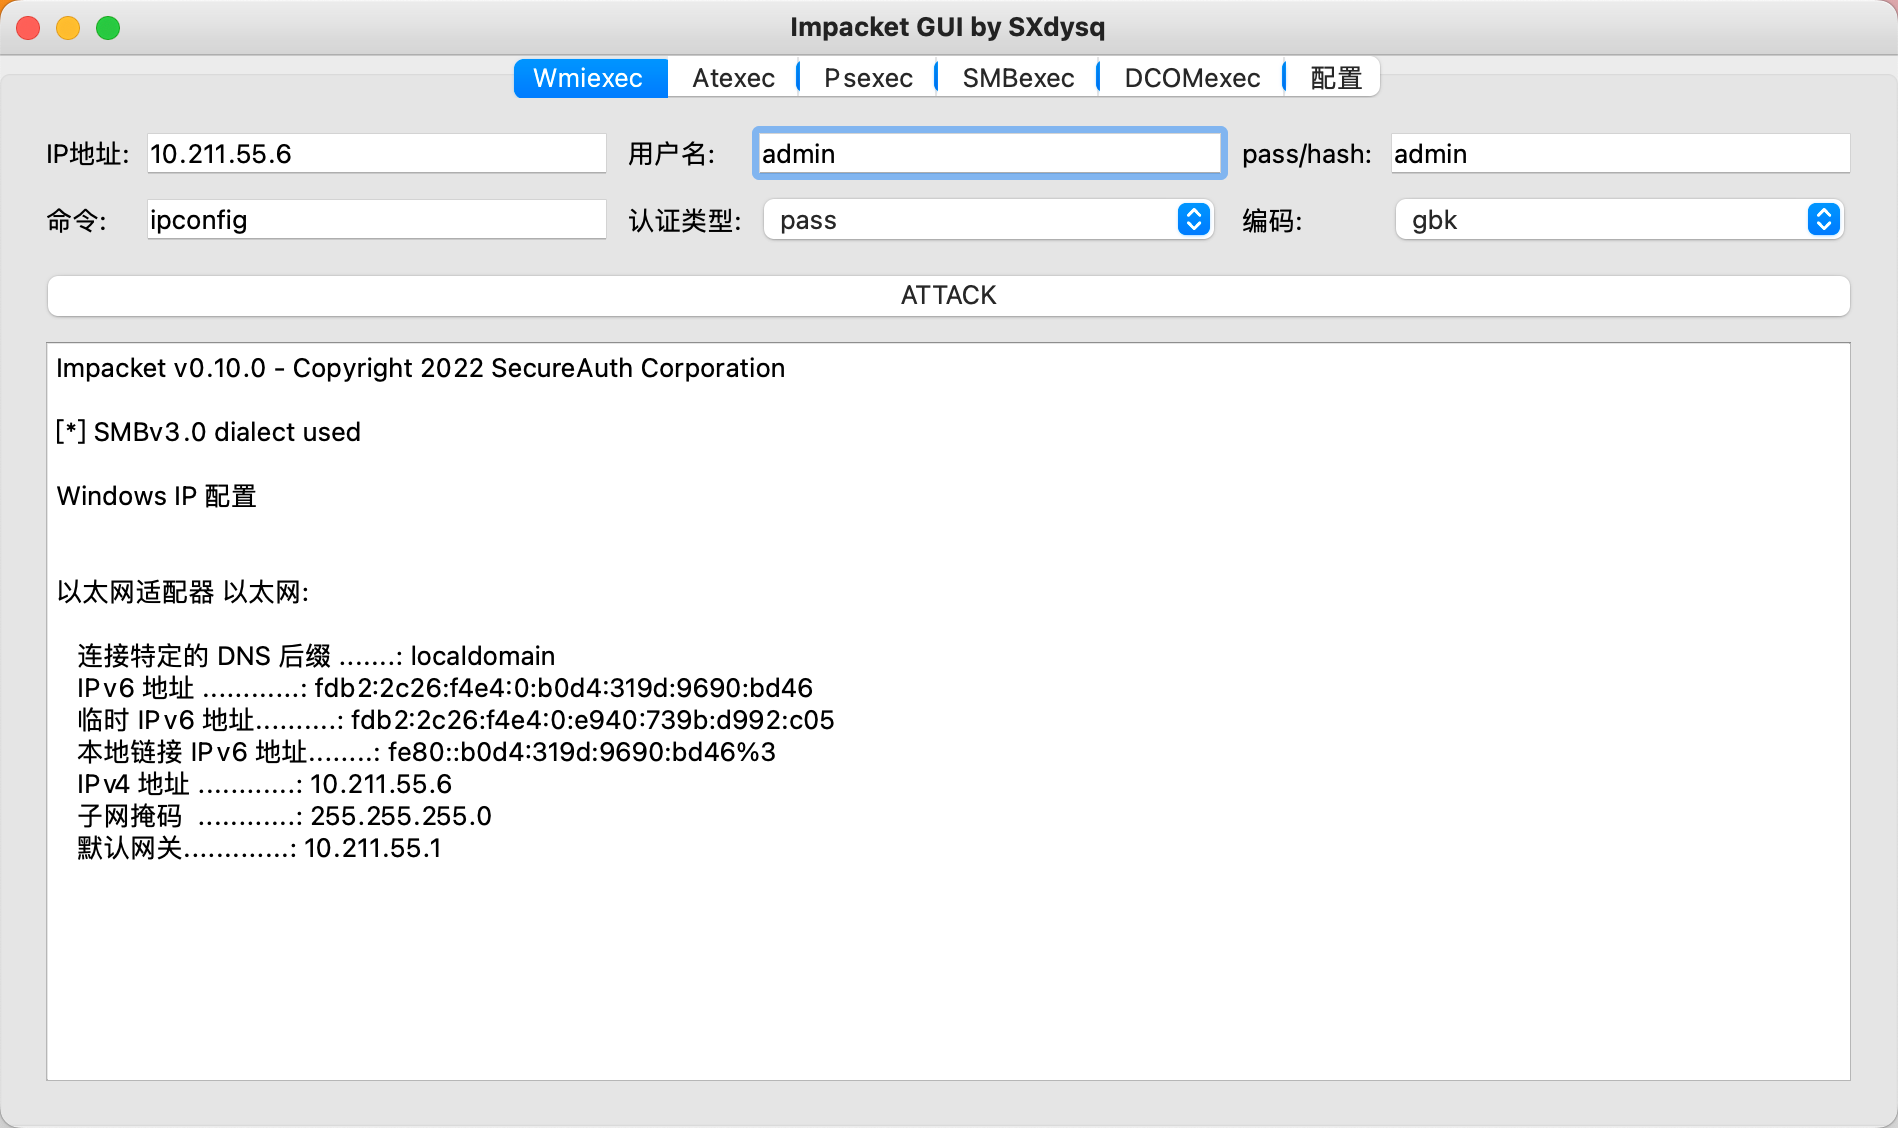 Impacket GUI by SXdysq
Wmiexec Atexec Psexec SMBexec DCOMexec 配置
IP地址: 10.211.55.6 用户名: admin pass/hash: admin
命令: ipconfig 认证类型: pass 编码: gbk
ATTACK
Impacket v0.10.0 - Copyright 2022 SecureAuth Corporation
[*] SMBv3.0 dialect used
Windows IP 配置
以太网适配器 以太网:
连接特定的 DNS 后缀 .......: localdomain
IPv6 地址 ............: fdb2:2c26:f4e4:0:b0d4:319d:9690:bd46
临时 IPv6 地址..........: fdb2:2c26:f4e4:0:e940:739b:d992:c05
本地链接 IPv6 地址........: fe80::b0d4:319d:9690:bd46%3
IPv4 地址 ............: 10.211.55.6
子网掩码 ............: 255.255.255.0
默认网关.............: 10.211.55.1